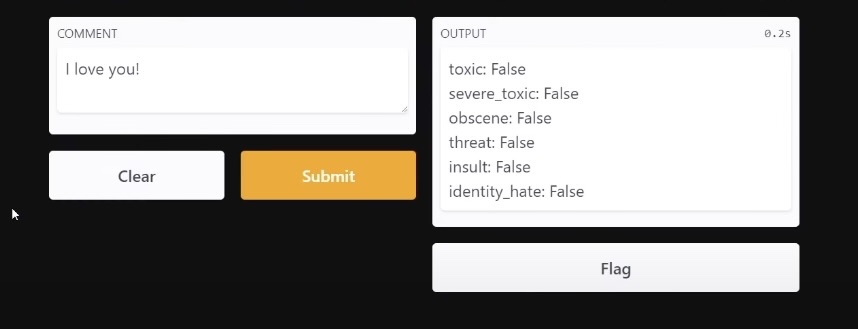 COMMENT
I love you!
Clear
Submit
OUTPUT
0.2s
toxic: False
severe_toxic: False
obscene: False
threat: False
insult: False
identity_hate: False
Flag